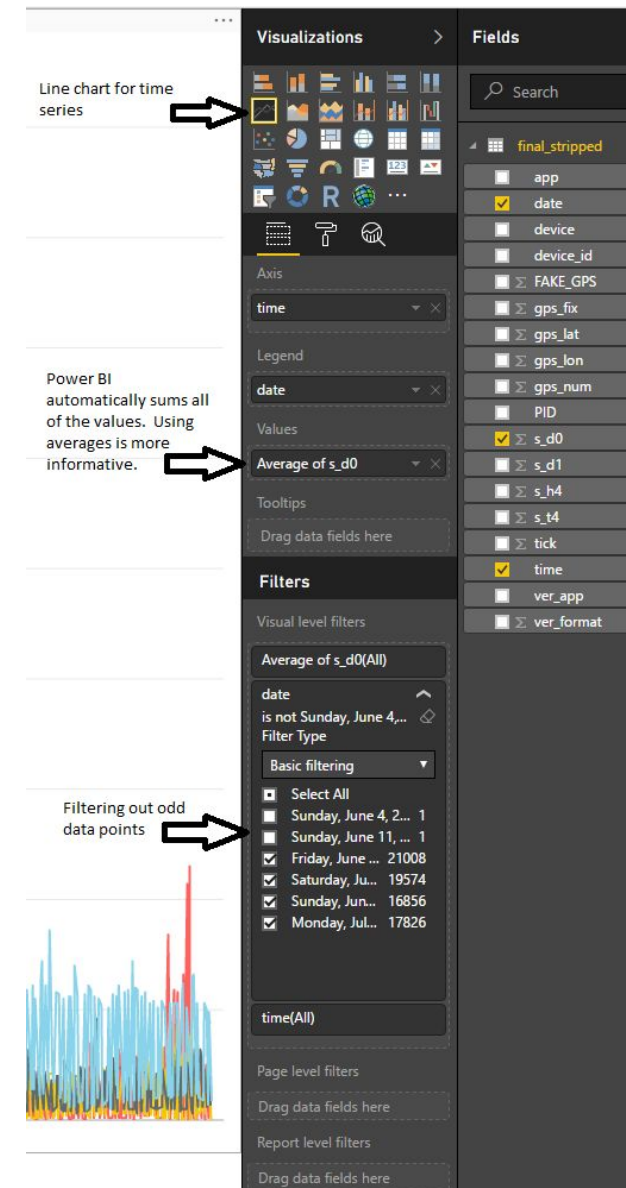 Visualizations
Fields
Line chart for time
series
Search
123
R
final_stripped
app
date
device
device_id
FAKE_GPS
gps_fix
gps_lat
gps_lon
gps_num
PID
s_d0
s_d1
s_h4
s_t4
tick
time
ver_app
ver_format
Axis
time
Legend
date
Values
Average of s_d0
Tooltips
Drag data fields here
Power BI
automatically sums all
of the values. Using
averages is more
informative.
Filters
Visual level filters
Average of s_d0(All)
date
is not Sunday, June 4,...
Filter Type
Basic filtering
Select All
Sunday, June 4, 2... 1
Sunday, June 11, ... 1
Friday, June ... 21008
Saturday, Ju... 19574
Sunday, Jun... 16856
Monday, Jul... 17826
Filtering out odd
data points
time(All)
Page level filters
Drag data fields here
Report level filters
Drag data fields here